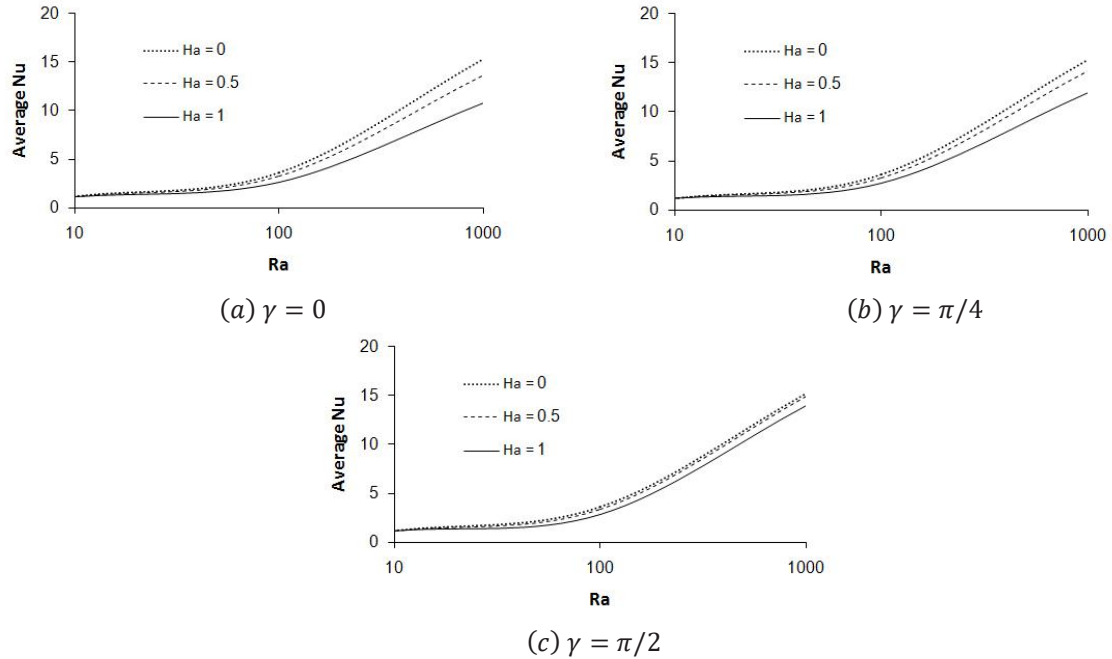 20
15
10
5
0
Average Nu
Ha = 0
Ha = 0.5
Ha = 1
10
100
1000
Ra
(a) γ = 0
20
15
10
5
0
Average Nu
Ha = 0
Ha = 0.5
Ha = 1
10
100
1000
Ra
(b) γ = π/4
20
15
10
5
0
Average Nu
Ha = 0
Ha = 0.5
Ha = 1
10
100
1000
Ra
(c) γ = π/2